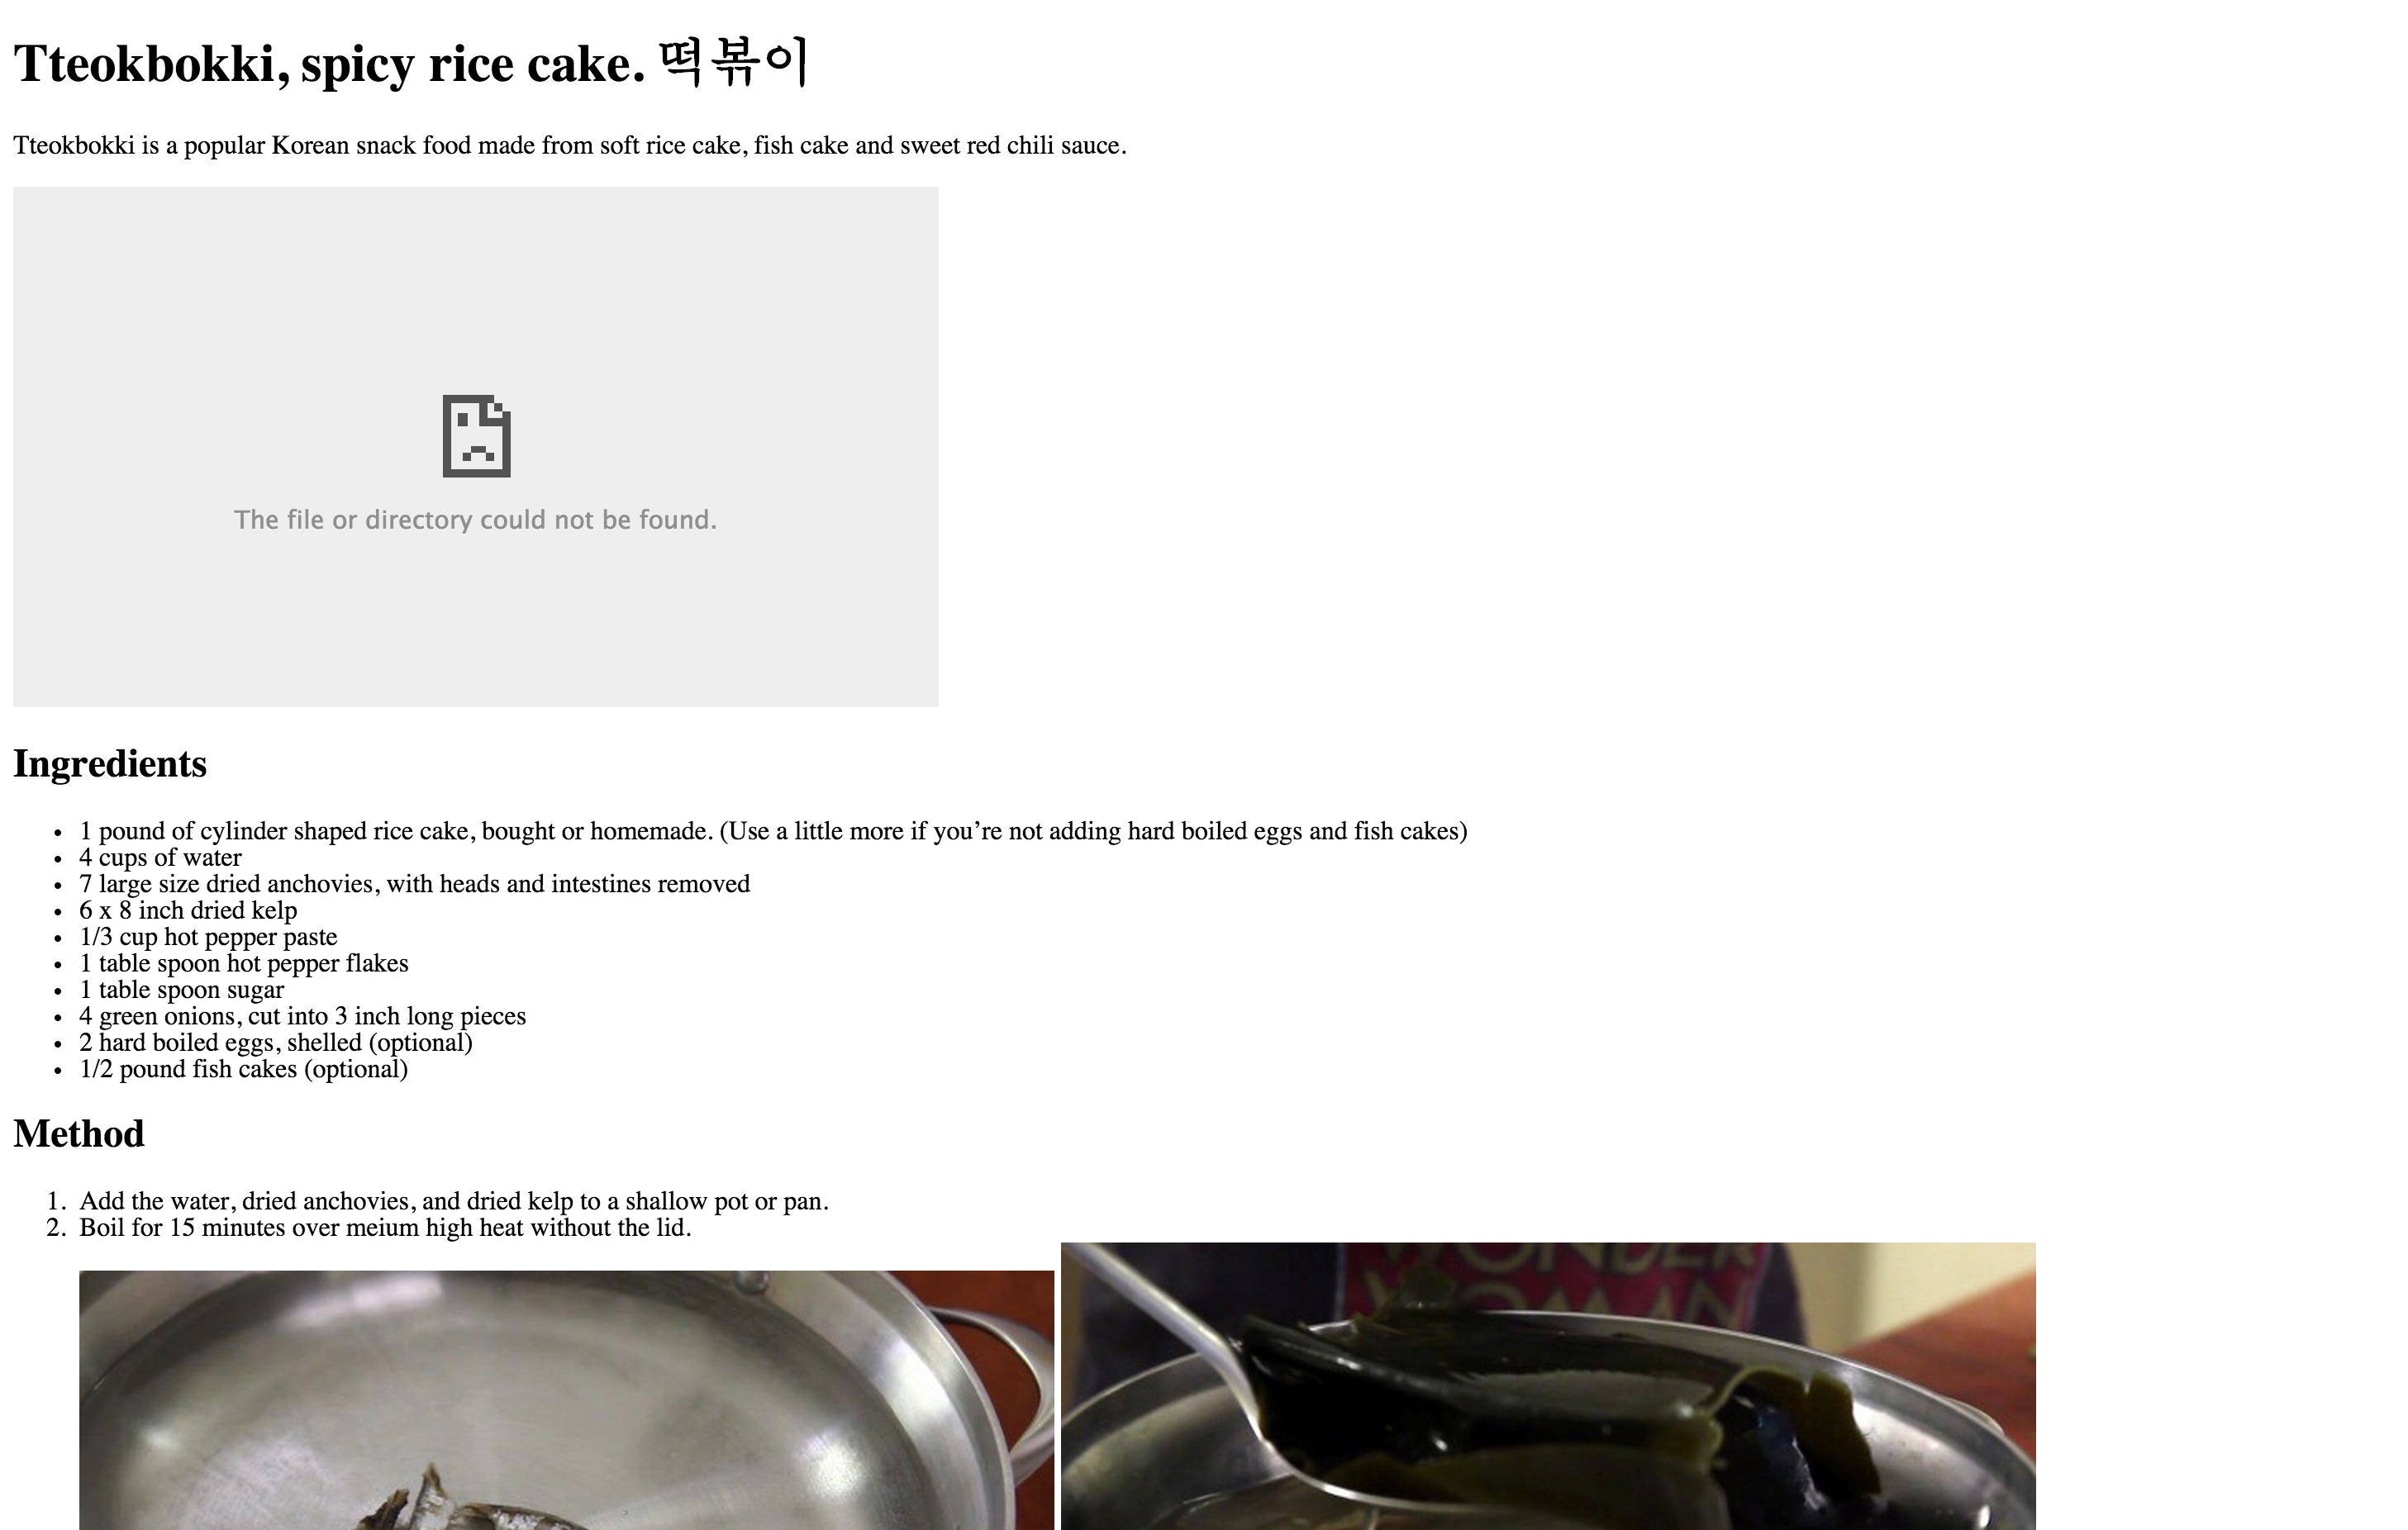 Tteokbokki, spicy rice cake. 떡볶이
Tteokbokki is a popular Korean snack food made from soft rice cake, fish cake and sweet red chili sauce.
The file or directory could not be found.
Ingredients
• 1 pound of cylinder shaped rice cake, bought or homemade. (Use a little more if you’re not adding hard boiled eggs and fish cakes)
• 4 cups of water
• 7 large size dried anchovies, with heads and intestines removed
• 6 x 8 inch dried kelp
• 1/3 cup hot pepper paste
• 1 table spoon hot pepper flakes
• 1 table spoon sugar
• 4 green onions, cut into 3 inch long pieces
• 2 hard boiled eggs, shelled (optional)
• 1/2 pound fish cakes (optional)
Method
1. Add the water, dried anchovies, and dried kelp to a shallow pot or pan.
2. Boil for 15 minutes over meium high heat without the lid.
WONDER
WOMAN